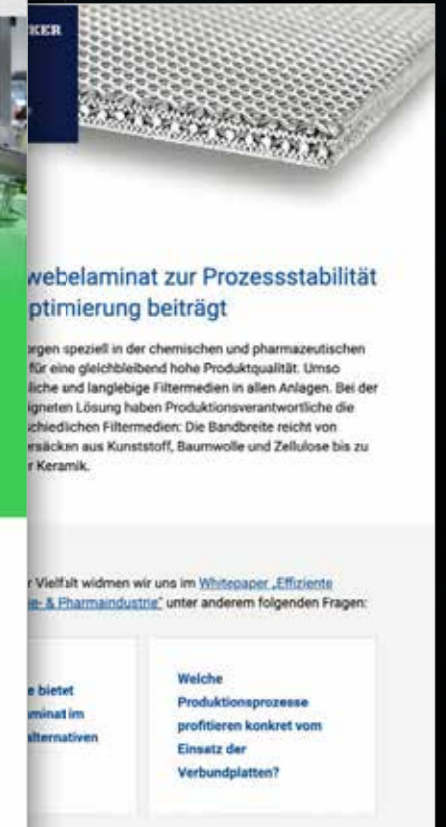 KER
webelaminat zur Prozessstabilität
ptimierung beiträgt
orgen speziell in der chemischen und pharmazeutischen
für eine gleichbleibend hohe Produktqualität. Umso
liche und langlebige Filtermedien in allen Anlagen. Bei der
igneten Lösung haben Produktionsverantwortliche die
schiedlichen Filtermedien: Die Bandbreite reicht von
ersäcken aus Kunststoff, Baumwolle und Zellulose bis zu
r Keramik.
r Vielfalt widmen wir uns im Whitepaper „Effiziente
ie- & Pharmaindustrie" unter anderem folgenden Fragen:
e bietet
minat im
lternativen
Welche
Produktionsprozesse
profitieren konkret vom
Einsatz der
Verbundplatten?